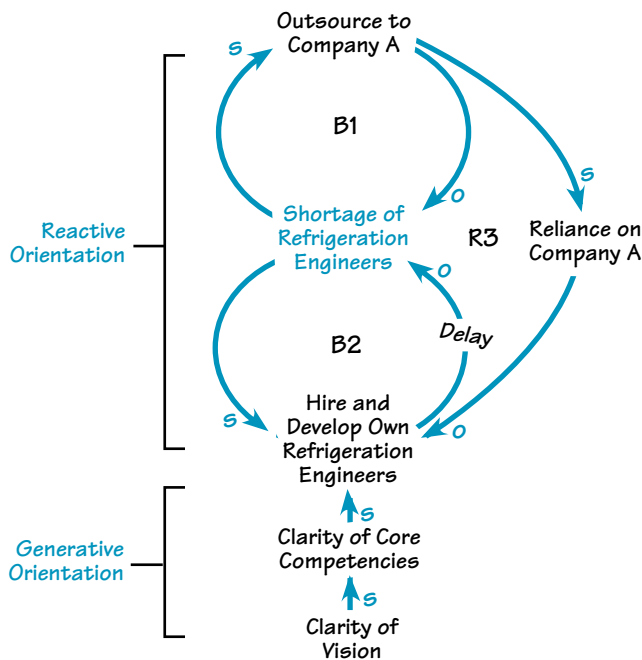 Outsource to
Company A
S
B1
S
O
Shortage of
Refrigeration
Engineers
R3
Reliance on
Company A
Reactive
Orientation
O
Delay
B2
S
O
Hire and
Develop Own
Refrigeration
Engineers
S
Clarity of Core
Competencies
Generative
Orientation
S
Clarity of
Vision